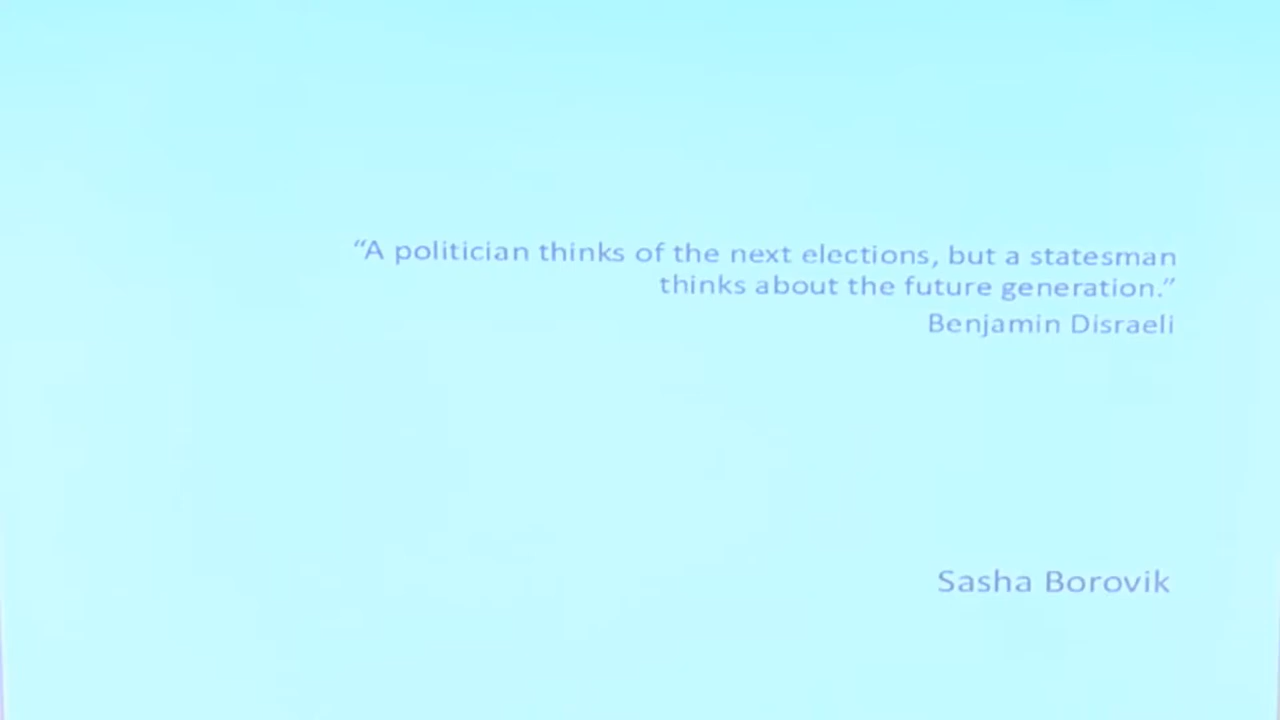 “A politician thinks of the next elections, but a statesman
thinks about the future generation.”
Benjamin Disraeli
Sasha Borovik